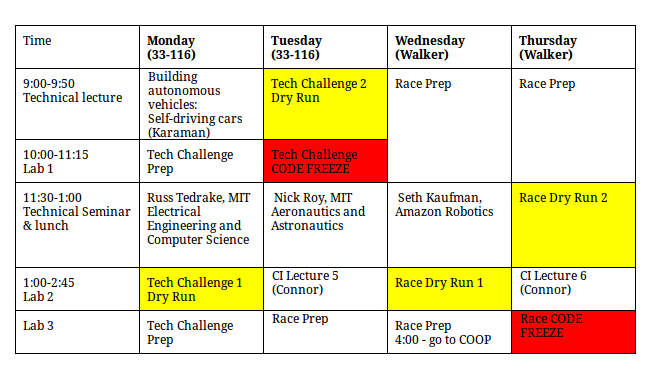 Time
Monday
(33-116)
Tuesday
(33-116)
Wednesday
(Walker)
Thursday
(Walker)
9:00-9:50
Technical lecture
Building
autonomous
vehicles:
Self-driving cars
(Karaman)
Tech Challenge 2
Dry Run
Race Prep
Race Prep
10:00-11:15
Lab 1
Tech Challenge
Prep
Tech Challenge
CODE FREEZE
11:30-1:00
Technical Seminar
& lunch
Russ Tedrake, MIT
Electrical
Engineering and
Computer Science
Nick Roy, MIT
Aeronautics and
Astronautics
Seth Kaufman,
Amazon Robotics
Race Dry Run 2
1:00-2:45
Lab 2
Tech Challenge 1
Dry Run
CI Lecture 5
(Connor)
Race Dry Run 1
CI Lecture 6
(Connor)
Lab 3
Tech Challenge
Prep
Race Prep
Race Prep
4:00 - go to COOP
Race CODE
FREEZE